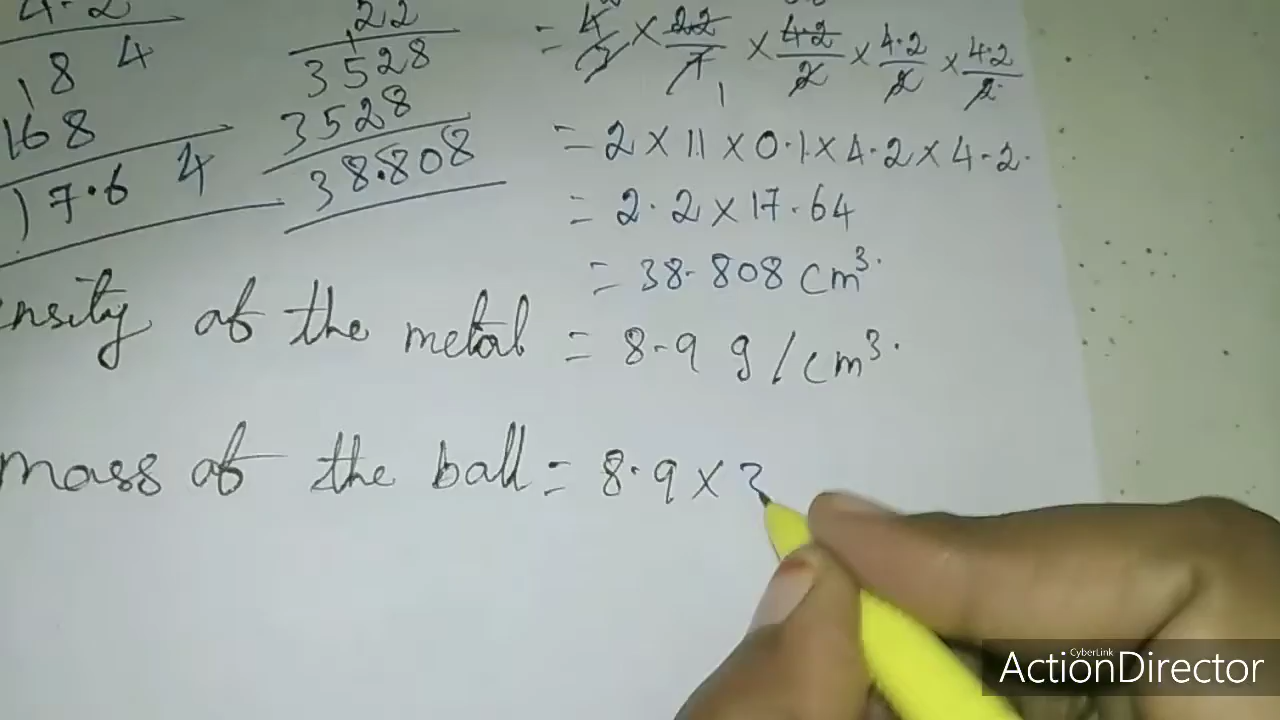 4.2
18 4
168
17.6 4
22
3528
3528
38.808
= 4/3 × 22/7 × 4.2/2 × 4.2/2 × 4.2/2
1
= 2 × 11 × 0.1 × 4.2 × 4.2.
= 2.2 × 17.64
= 38.808 cm³.
nsity of the metal = 8.9 g/cm³.
mass of the ball = 8.9 ×
CyberLink
ActionDirector